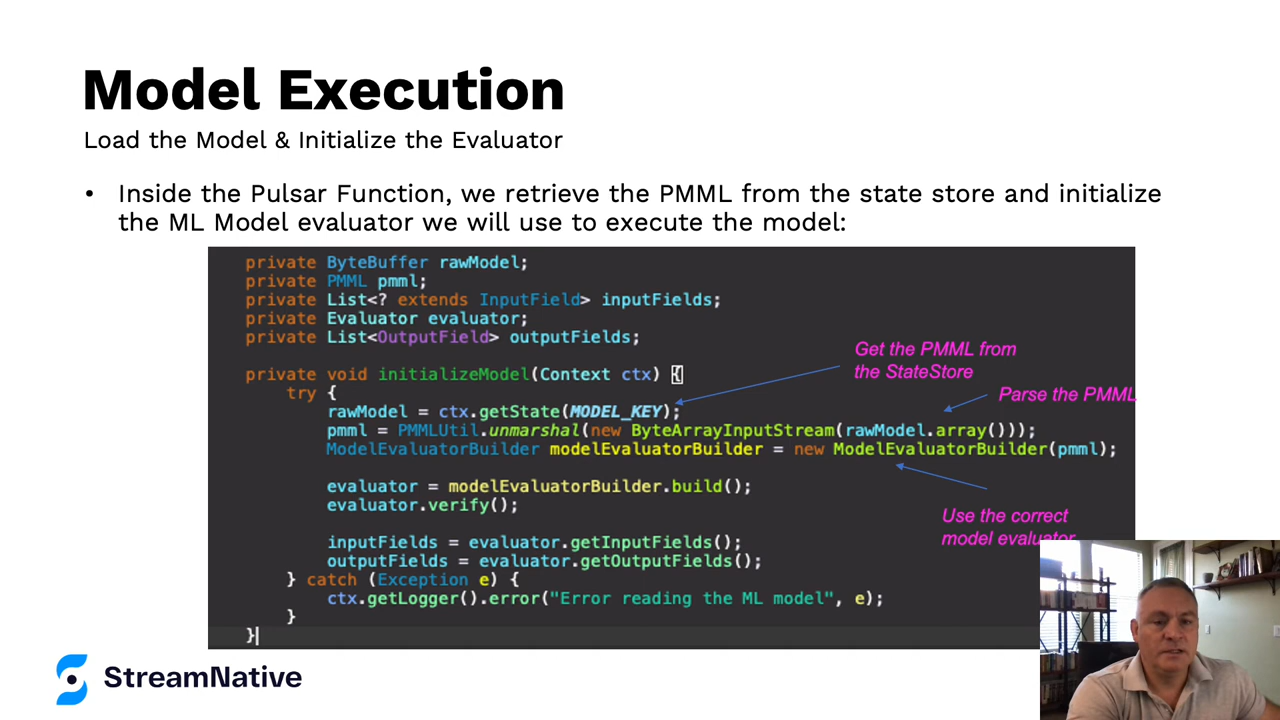 Model Execution
Load the Model & Initialize the Evaluator
• Inside the Pulsar Function, we retrieve the PMML from the state store and initialize
the ML Model evaluator we will use to execute the model:
private ByteBuffer rawModel;
private PMML pmml;
private List<? extends InputField> inputFields;
private Evaluator evaluator;
private List<OutputField> outputFields;
private void initializeModel(Context ctx) {
try {
rawModel = ctx.getState(MODEL_KEY);
pmml = PMMLUtil.unmarshal(new ByteArrayInputStream(rawModel.array()));
ModelEvaluatorBuilder modelEvaluatorBuilder = new ModelEvaluatorBuilder(pmml);
evaluator = modelEvaluatorBuilder.build();
evaluator.verify();
inputFields = evaluator.getInputFields();
outputFields = evaluator.getOutputFields();
} catch (Exception e) {
ctx.getLogger().error("Error reading the ML model", e);
}
}
Get the PMML from
the StateStore
Parse the PMML
Use the correct
model evaluator
StreamNative